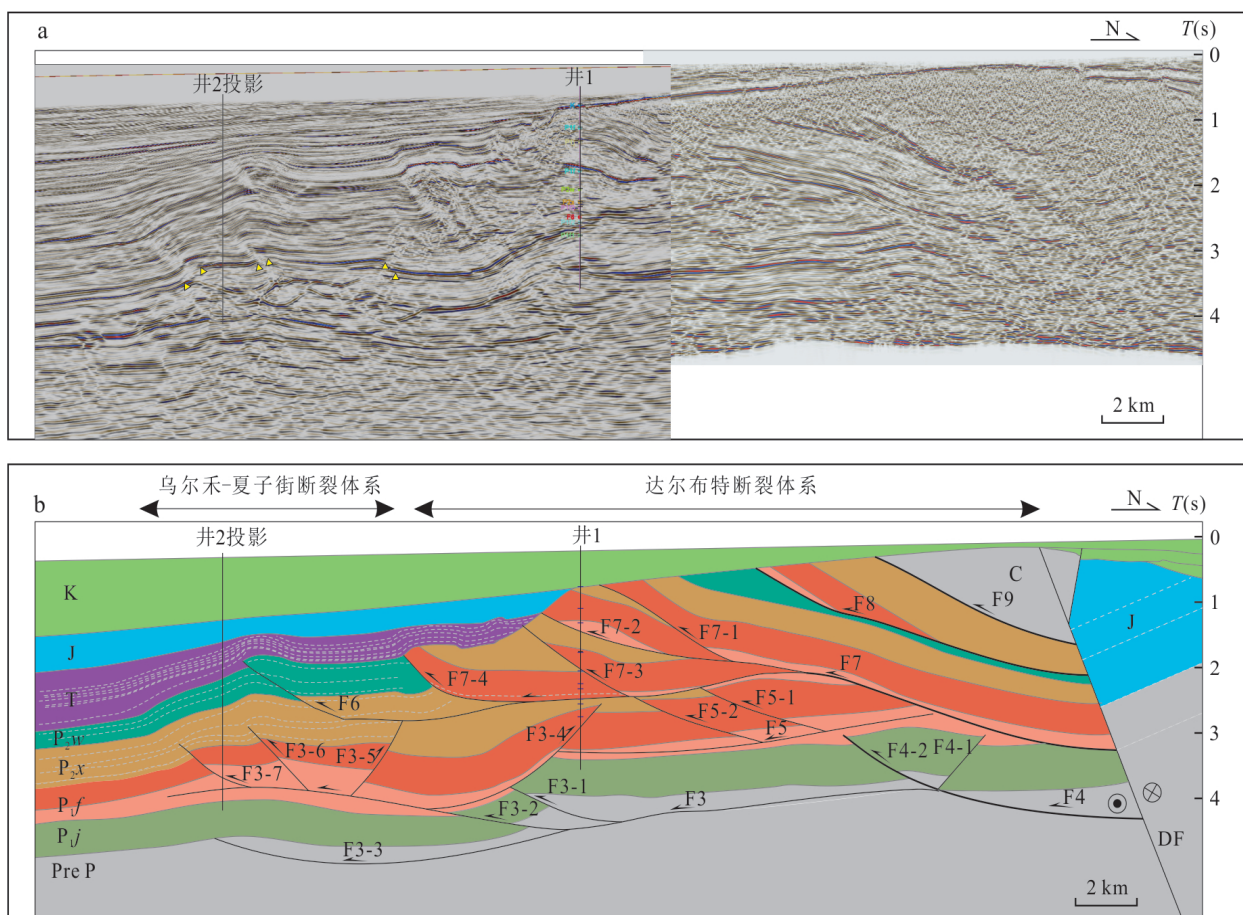 a
N
T(s)
井2投影
井1
0
1
2
3
4
2 km
乌尔禾-夏子街断裂体系
达尔布特断裂体系
b
N
T(s)
井2投影
井1
0
K
C
F8
F9
1
F7-2
F7-1
J
J
F7-3
F7
2
F7-4
T
F6
F5-1
F5-2
P₂w
F3-4
F5
3
F3-6
F3-5
F4-2
F4-1
P₂x
F3-7
F3-1
P₁f
F3-2
F3
F4
4
P₁j
F3-3
DF
Pre P
2 km